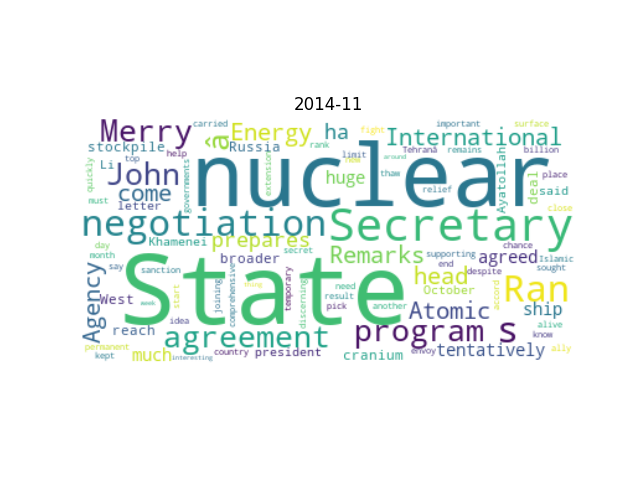 2014-11
carried important surface
Merry â Energy ha fight International
stockpile help Russia rank limit new Tehranâ remains around billion
Li top John quickly governments extension nuclear huge thaw Ayatollah deal place
must come letter relief said close
negotiation Secretary
day Khamenei prepares secret Remarks supporting chance Islamic
month broader agreed despite sought
say sanction State need head end Ran
Agency West start joining comprehensive temporary discerning result October accord
week thing pick another Atomic ship
reach idea agreement program s alive
permanent much country president cranium envoy tentatively know ally
kept interesting